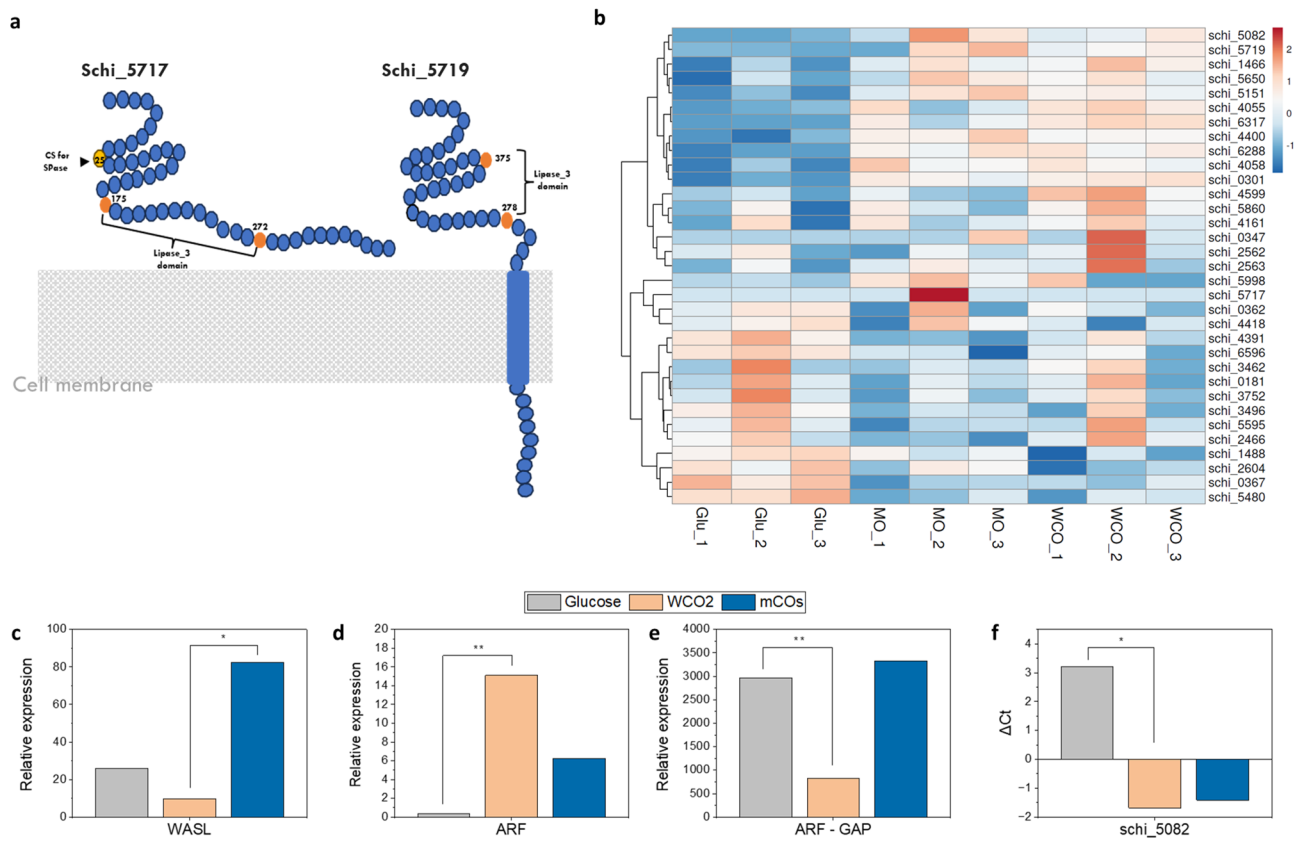 a
Schi_5717
Schi_5719
CS for
SPase
25
175
272
Lipase_3
domain
375
278
Lipase_3
domain
Cell membrane
b
schi_5082
schi_5719
schi_1466
schi_5650
schi_5151
schi_4055
schi_6317
schi_4400
schi_6288
schi_4058
schi_0301
schi_4599
schi_5860
schi_4161
schi_0347
schi_2562
schi_2563
schi_5998
schi_5717
schi_0362
schi_4418
schi_4391
schi_6596
schi_3462
schi_0181
schi_3752
schi_3496
schi_5595
schi_2466
schi_1488
schi_2604
schi_0367
schi_5480
2
1
0
-1
Glu_1
Glu_2
Glu_3
MO_1
MO_2
MO_3
WCO_1
WCO_2
WCO_3
Glucose
WCO2
mCOs
c
Relative expression
100
80
60
40
20
0
*
WASL
d
Relative expression
20
18
16
14
12
10
8
6
4
2
0
**
ARF
e
Relative expression
4000
3500
3000
2500
2000
1500
1000
500
0
**
ARF - GAP
f
ΔCt
4
3
2
1
0
−1
−2
*
schi_5082